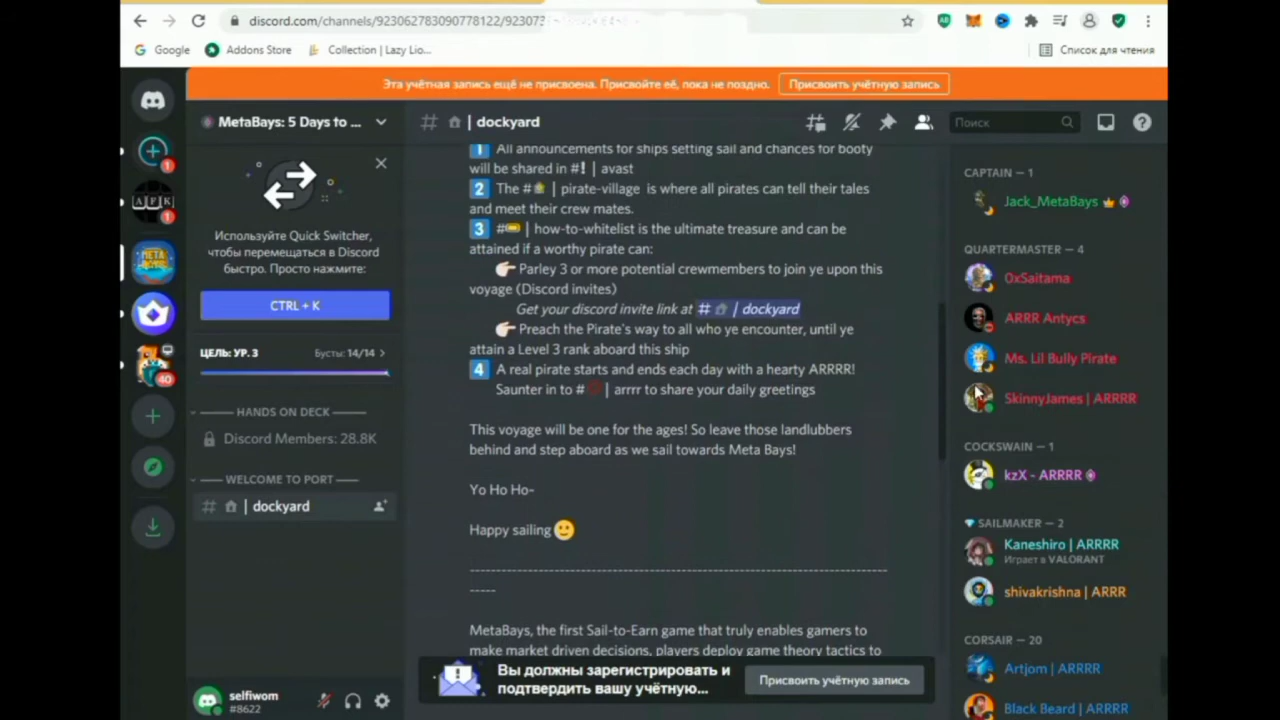 discord.com/channels/923062783090778122/92307
Google
Addons Store
Collection | Lazy Lio...
Список для чтения
Эта учётная запись ещё не присвоена. Присвойте её, пока не поздно.
Присвоить учётную запись
MetaBays: 5 Days to ...
# | dockyard
Поиск
1
1
META BAYS
40
Используйте Quick Switcher,
чтобы перемещаться в Discord
быстро. Просто нажмите:
CTRL + K
ЦЕЛЬ: УР. 3
Бусты: 14/14
HANDS ON DECK
Discord Members: 28.8K
WELCOME TO PORT
# | dockyard
selfiwom
#8622
1 All announcements for ships setting sail and chances for booty
will be shared in #! | avast
2 The # | pirate-village is where all pirates can tell their tales
and meet their crew mates.
3 # | how-to-whitelist is the ultimate treasure and can be
attained if a worthy pirate can:
Parley 3 or more potential crewmembers to join ye upon this
voyage (Discord invites)
Get your discord invite link at # | dockyard
Preach the Pirate's way to all who ye encounter, until ye
attain a Level 3 rank aboard this ship
4 A real pirate starts and ends each day with a hearty ARRRR!
Saunter in to # | arrrr to share your daily greetings
This voyage will be one for the ages! So leave those landlubbers
behind and step aboard as we sail towards Meta Bays!
Yo Ho Ho-
Happy sailing
MetaBays, the first Sail-to-Earn game that truly enables gamers to
make market driven decisions, players deploy game theory tactics to
Вы должны зарегистрировать и
подтвердить вашу учётную...
Присвоить учётную запись
CAPTAIN — 1
Jack_MetaBays
QUARTERMASTER — 4
0xSaitama
ARRR Antycs
Ms. Lil Bully Pirate
SkinnyJames | ARRRR
COCKSWAIN — 1
kzX - ARRRR
SAILMAKER — 2
Kaneshiro | ARRRR
Играет в VALORANT
shivakrishna | ARRR
CORSAIR — 20
Artjom | ARRRR
Black Beard | ARRRR